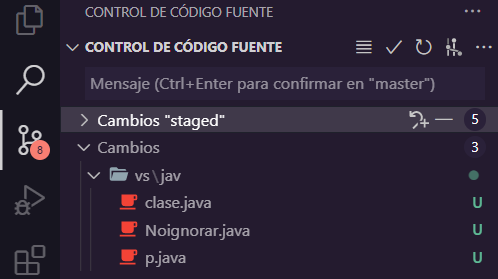 CONTROL DE CÓDIGO FUENTE
CONTROL DE CÓDIGO FUENTE
Mensaje (Ctrl+Enter para confirmar en "master")
Cambios "staged" 5
Cambios 3
8
vs\jav
clase.java U
Noignorar.java U
p.java U